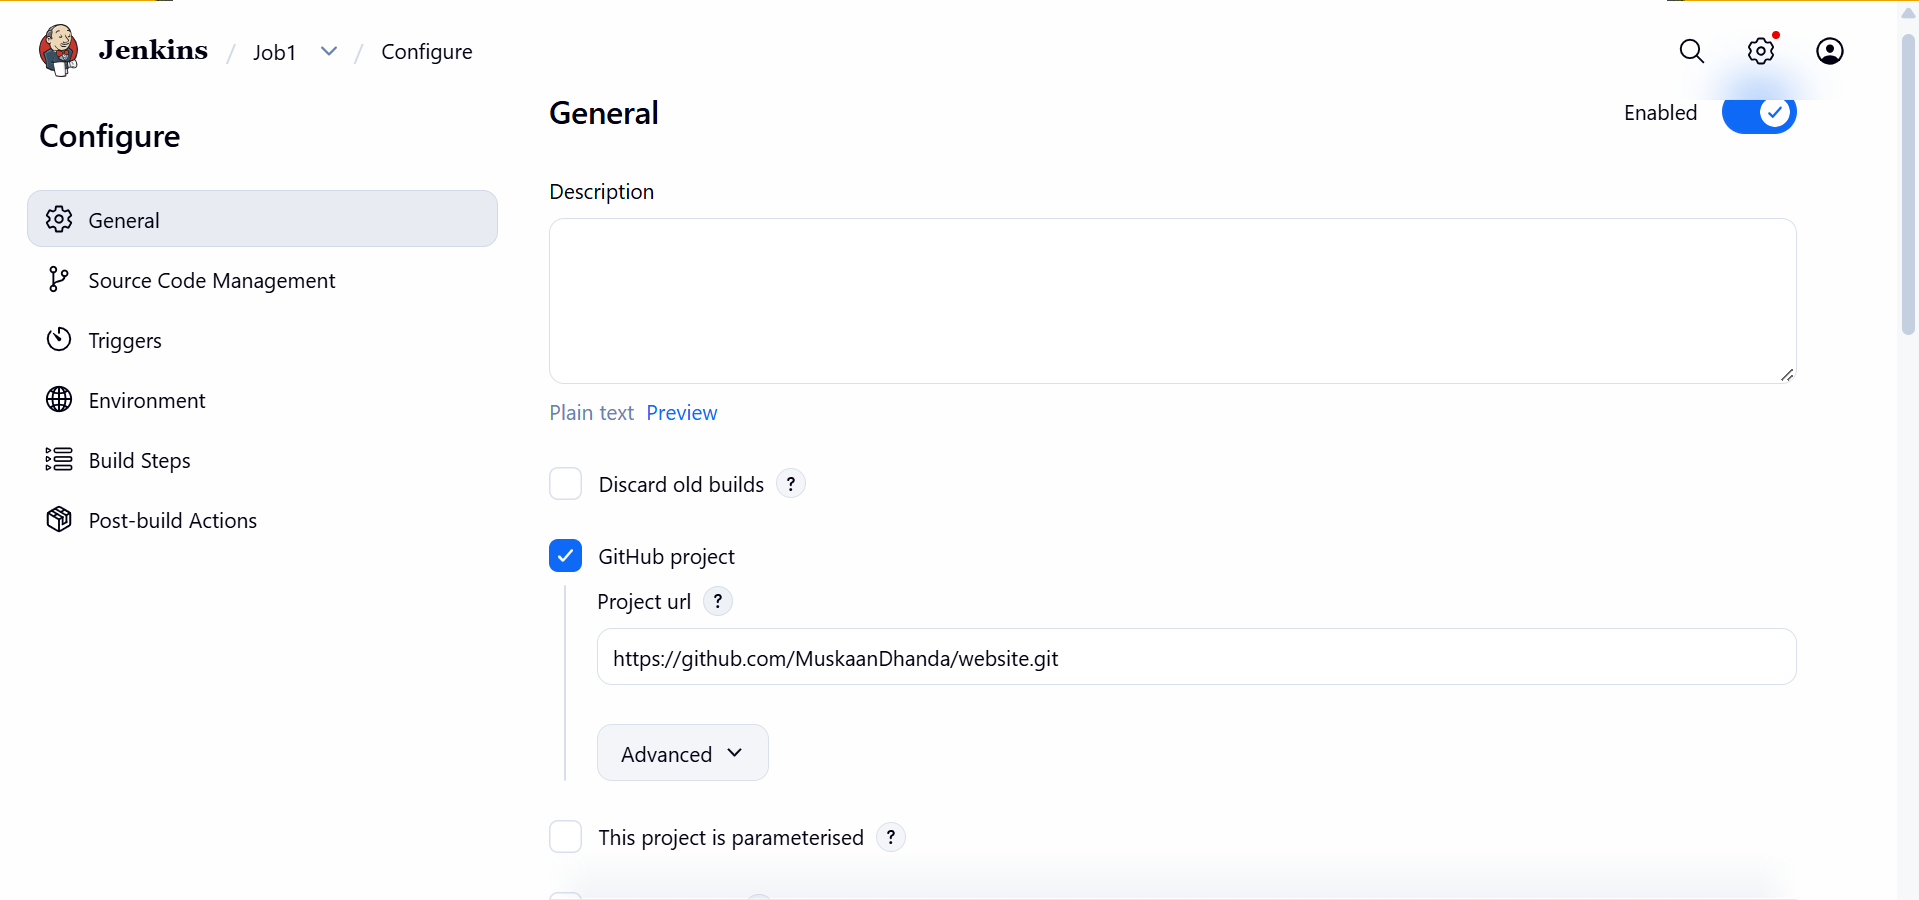 Jenkins / Job1 / Configure
Configure
General
Source Code Management
Triggers
Environment
Build Steps
Post-build Actions
General
Enabled
Description
Plain text Preview
Discard old builds ?
GitHub project
Project url ?
https://github.com/MuskaanDhanda/website.git
Advanced
This project is parameterised ?